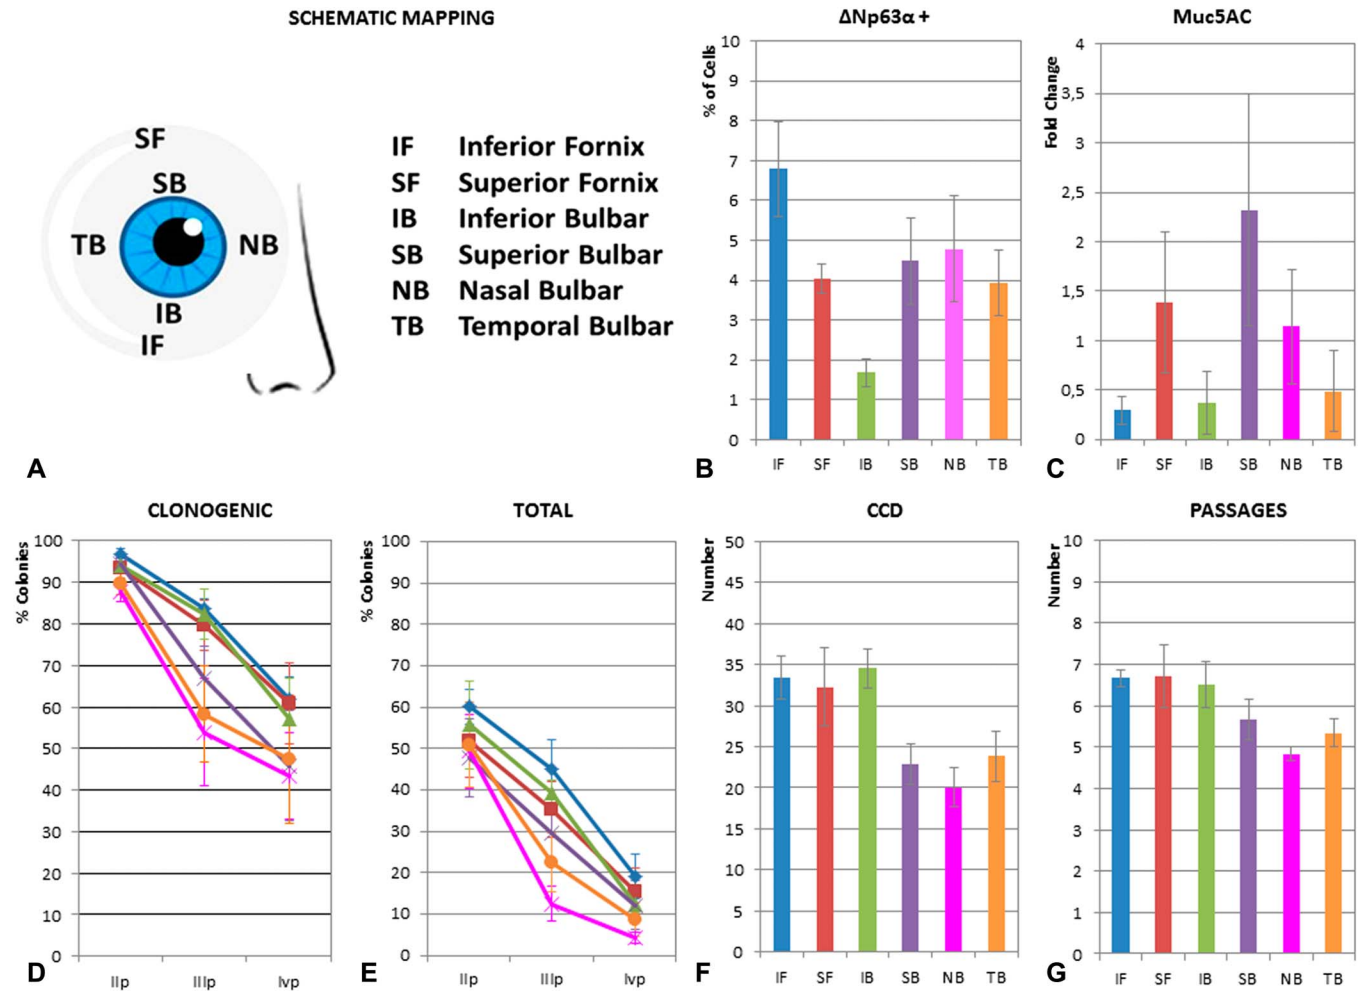 SCHEMATIC MAPPING
SF
SB
TB
NB
IB
IF
IF Inferior Fornix
SF Superior Fornix
IB Inferior Bulbar
SB Superior Bulbar
NB Nasal Bulbar
TB Temporal Bulbar
A
ΔNp63α +
% of Cells
10
9
8
7
6
5
4
3
2
1
0
IF SF IB SB NB TB
B
Muc5AC
Fold Change
4
3,5
3
2,5
2
1,5
1
0,5
0
IF SF IB SB NB TB
C
CLONOGENIC
% Colonies
100
90
80
70
60
50
40
30
20
10
0
IIp IIIp Ivp
D
TOTAL
% Colonies
100
90
80
70
60
50
40
30
20
10
0
IIp IIIp Ivp
E
CCD
Number
50
45
40
35
30
25
20
15
10
5
0
IF SF IB SB NB TB
F
PASSAGES
Number
10
9
8
7
6
5
4
3
2
1
0
IF SF IB SB NB TB
G